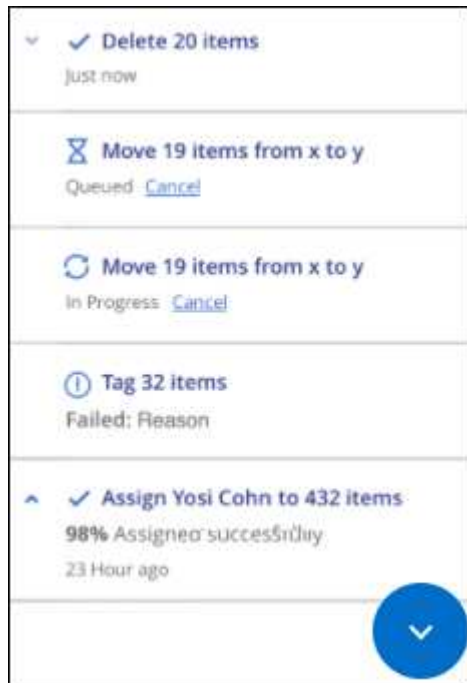 Delete 20 items
Just now
Move 19 items from x to y
Queued Cancel
Move 19 items from x to y
In Progress Cancel
Tag 32 items
Failed: Reason
Assign Yosi Cohn to 432 items
98% Assigned
23 Hour ago